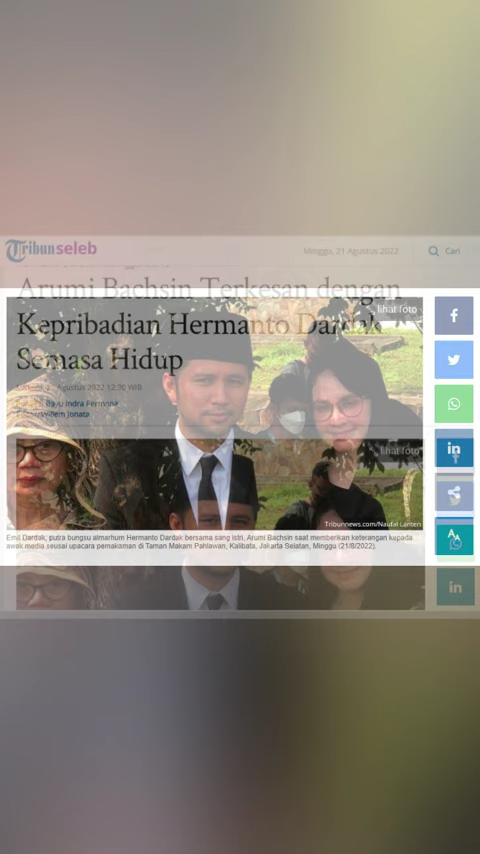 Tribun seleb
Minggu, 21 Agustus 2022
Cari
Arumi Bachsin Terkesan dengan
Kepribadian Hermanto Dardak
Semasa Hidup
lihat foto
Agustus 2022 12:30 WIB
Indra Permana
Willem Jonata
lihat foto
Tribunnews.com/Naufal Lanten
Emil Dardak, putra bungsu almarhum Hermanto Dardak bersama sang istri, Arumi Bachsin saat memberikan keterangan kepada
awak media seusai upacara pemakaman di Taman Makam Pahlawan, Kalibata, Jakarta Selatan, Minggu (21/8/2022).